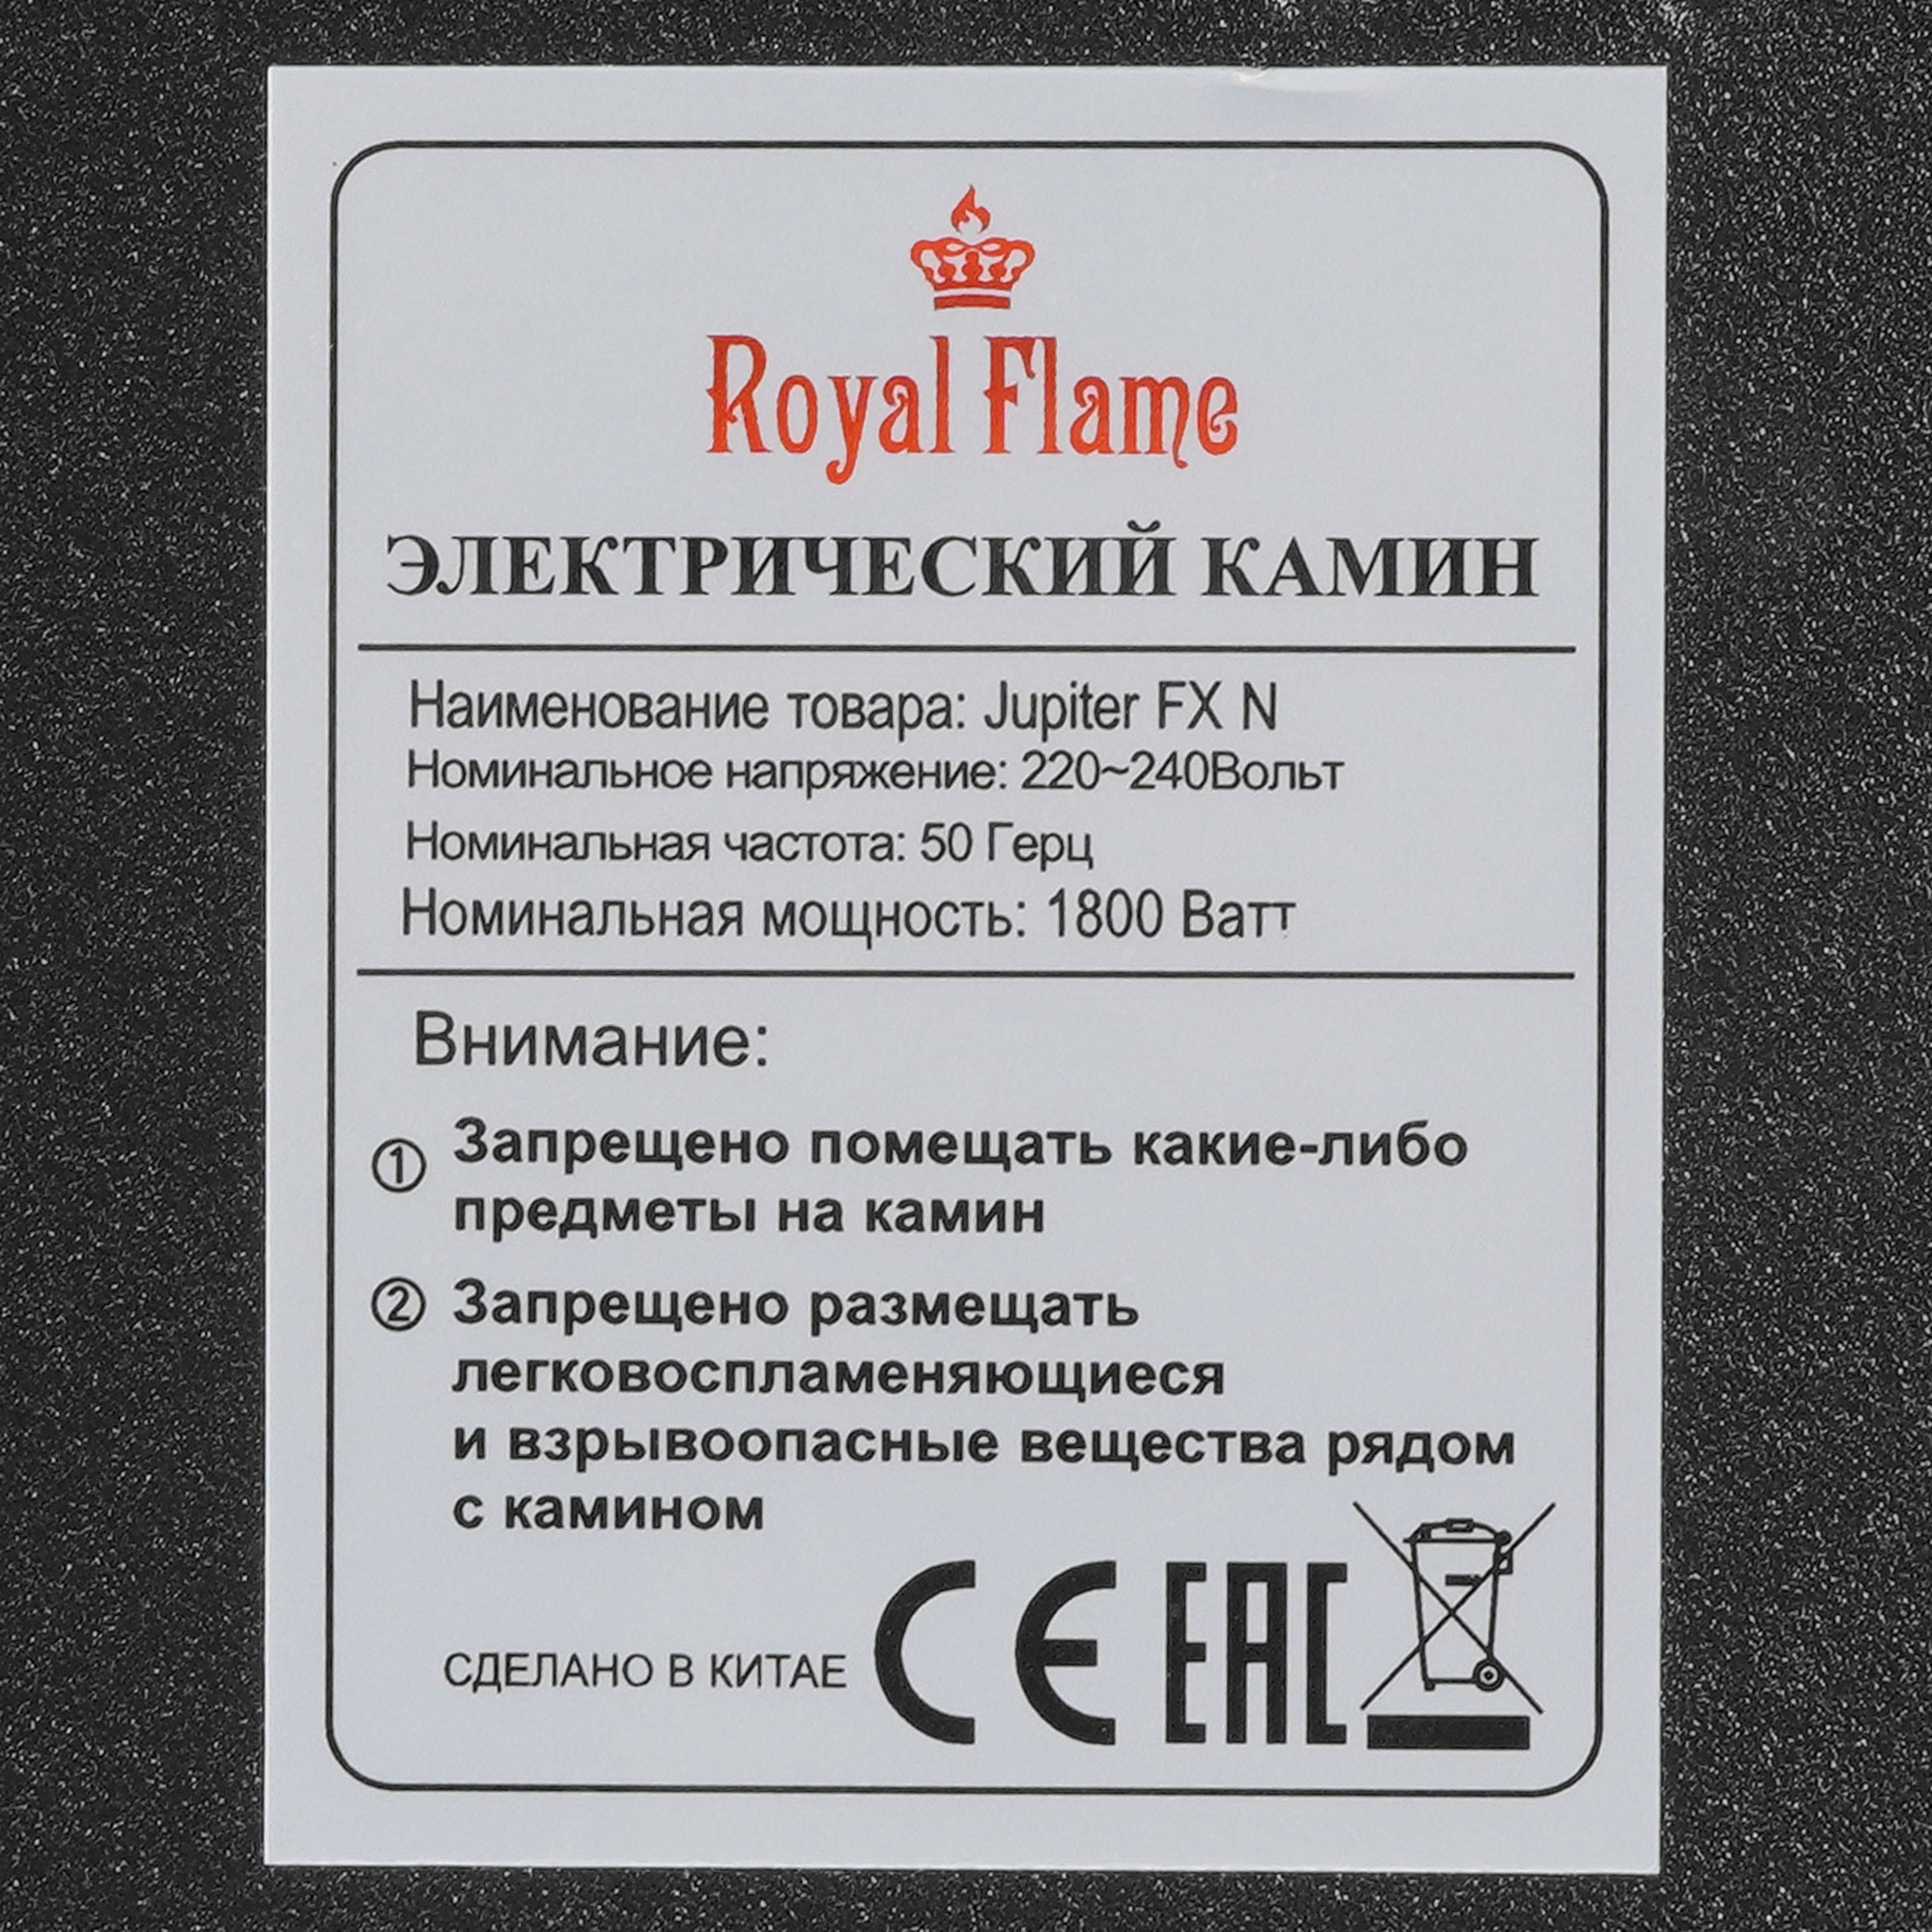 Royal Flame
ЭЛЕКТРИЧЕСКИЙ КАМИН
Наименование товара: Jupiter FX N
Номинальное напряжение: 220~240Вольт
Номинальная частота: 50 Герц
Номинальная мощность: 1800 Ватт
Внимание:
① Запрещено помещать какие-либо
предметы на камин
② Запрещено размещать
легковоспламеняющиеся
и взрывоопасные вещества рядом
с камином
СДЕЛАНО В КИТАЕ CE EAC